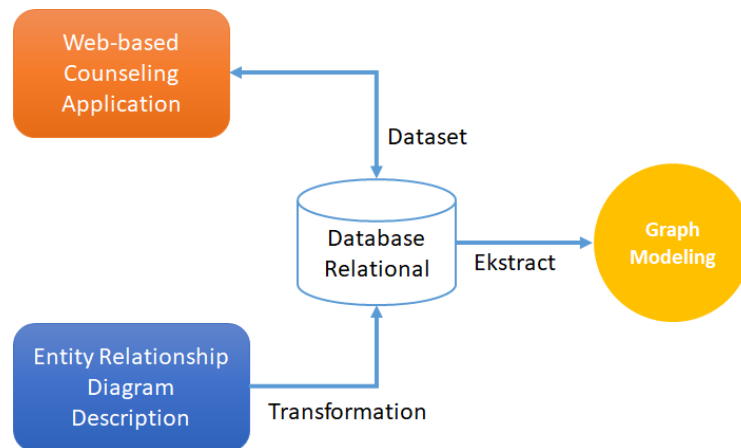 Web-based
Counseling
Application
Dataset
Database
Relational
Ekstract
Graph
Modeling
Entity Relationship
Diagram
Description
Transformation